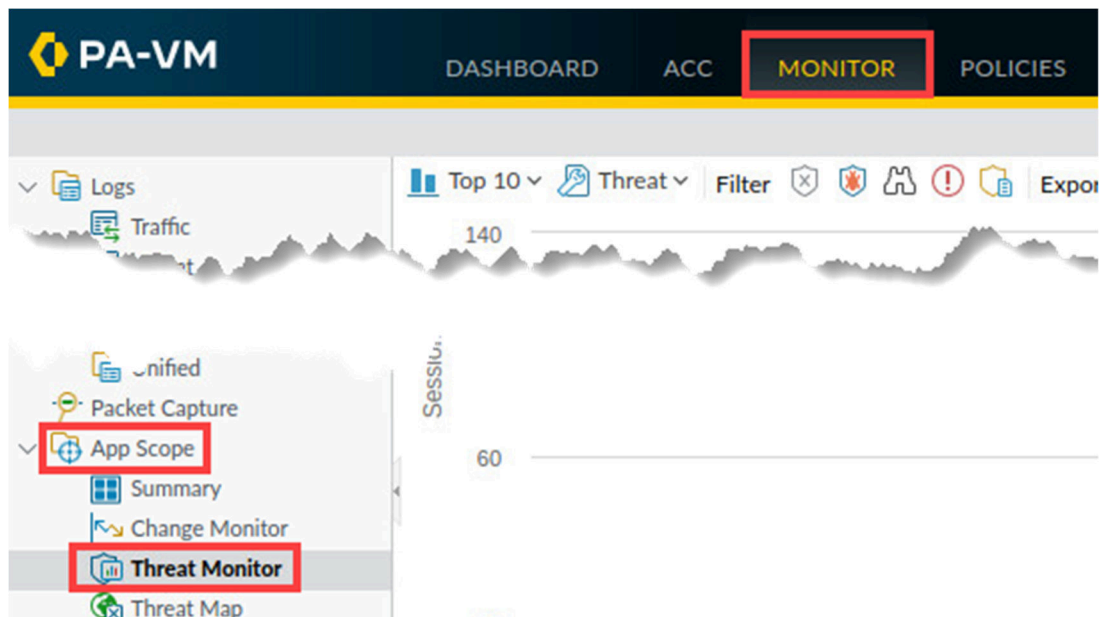 PA-VM
DASHBOARD ACC MONITOR POLICIES
Top 10 Threat Filter
Logs
Traffic
140
Packet Capture
App Scope
60
Summary
Change Monitor
Threat Monitor
Threat Map